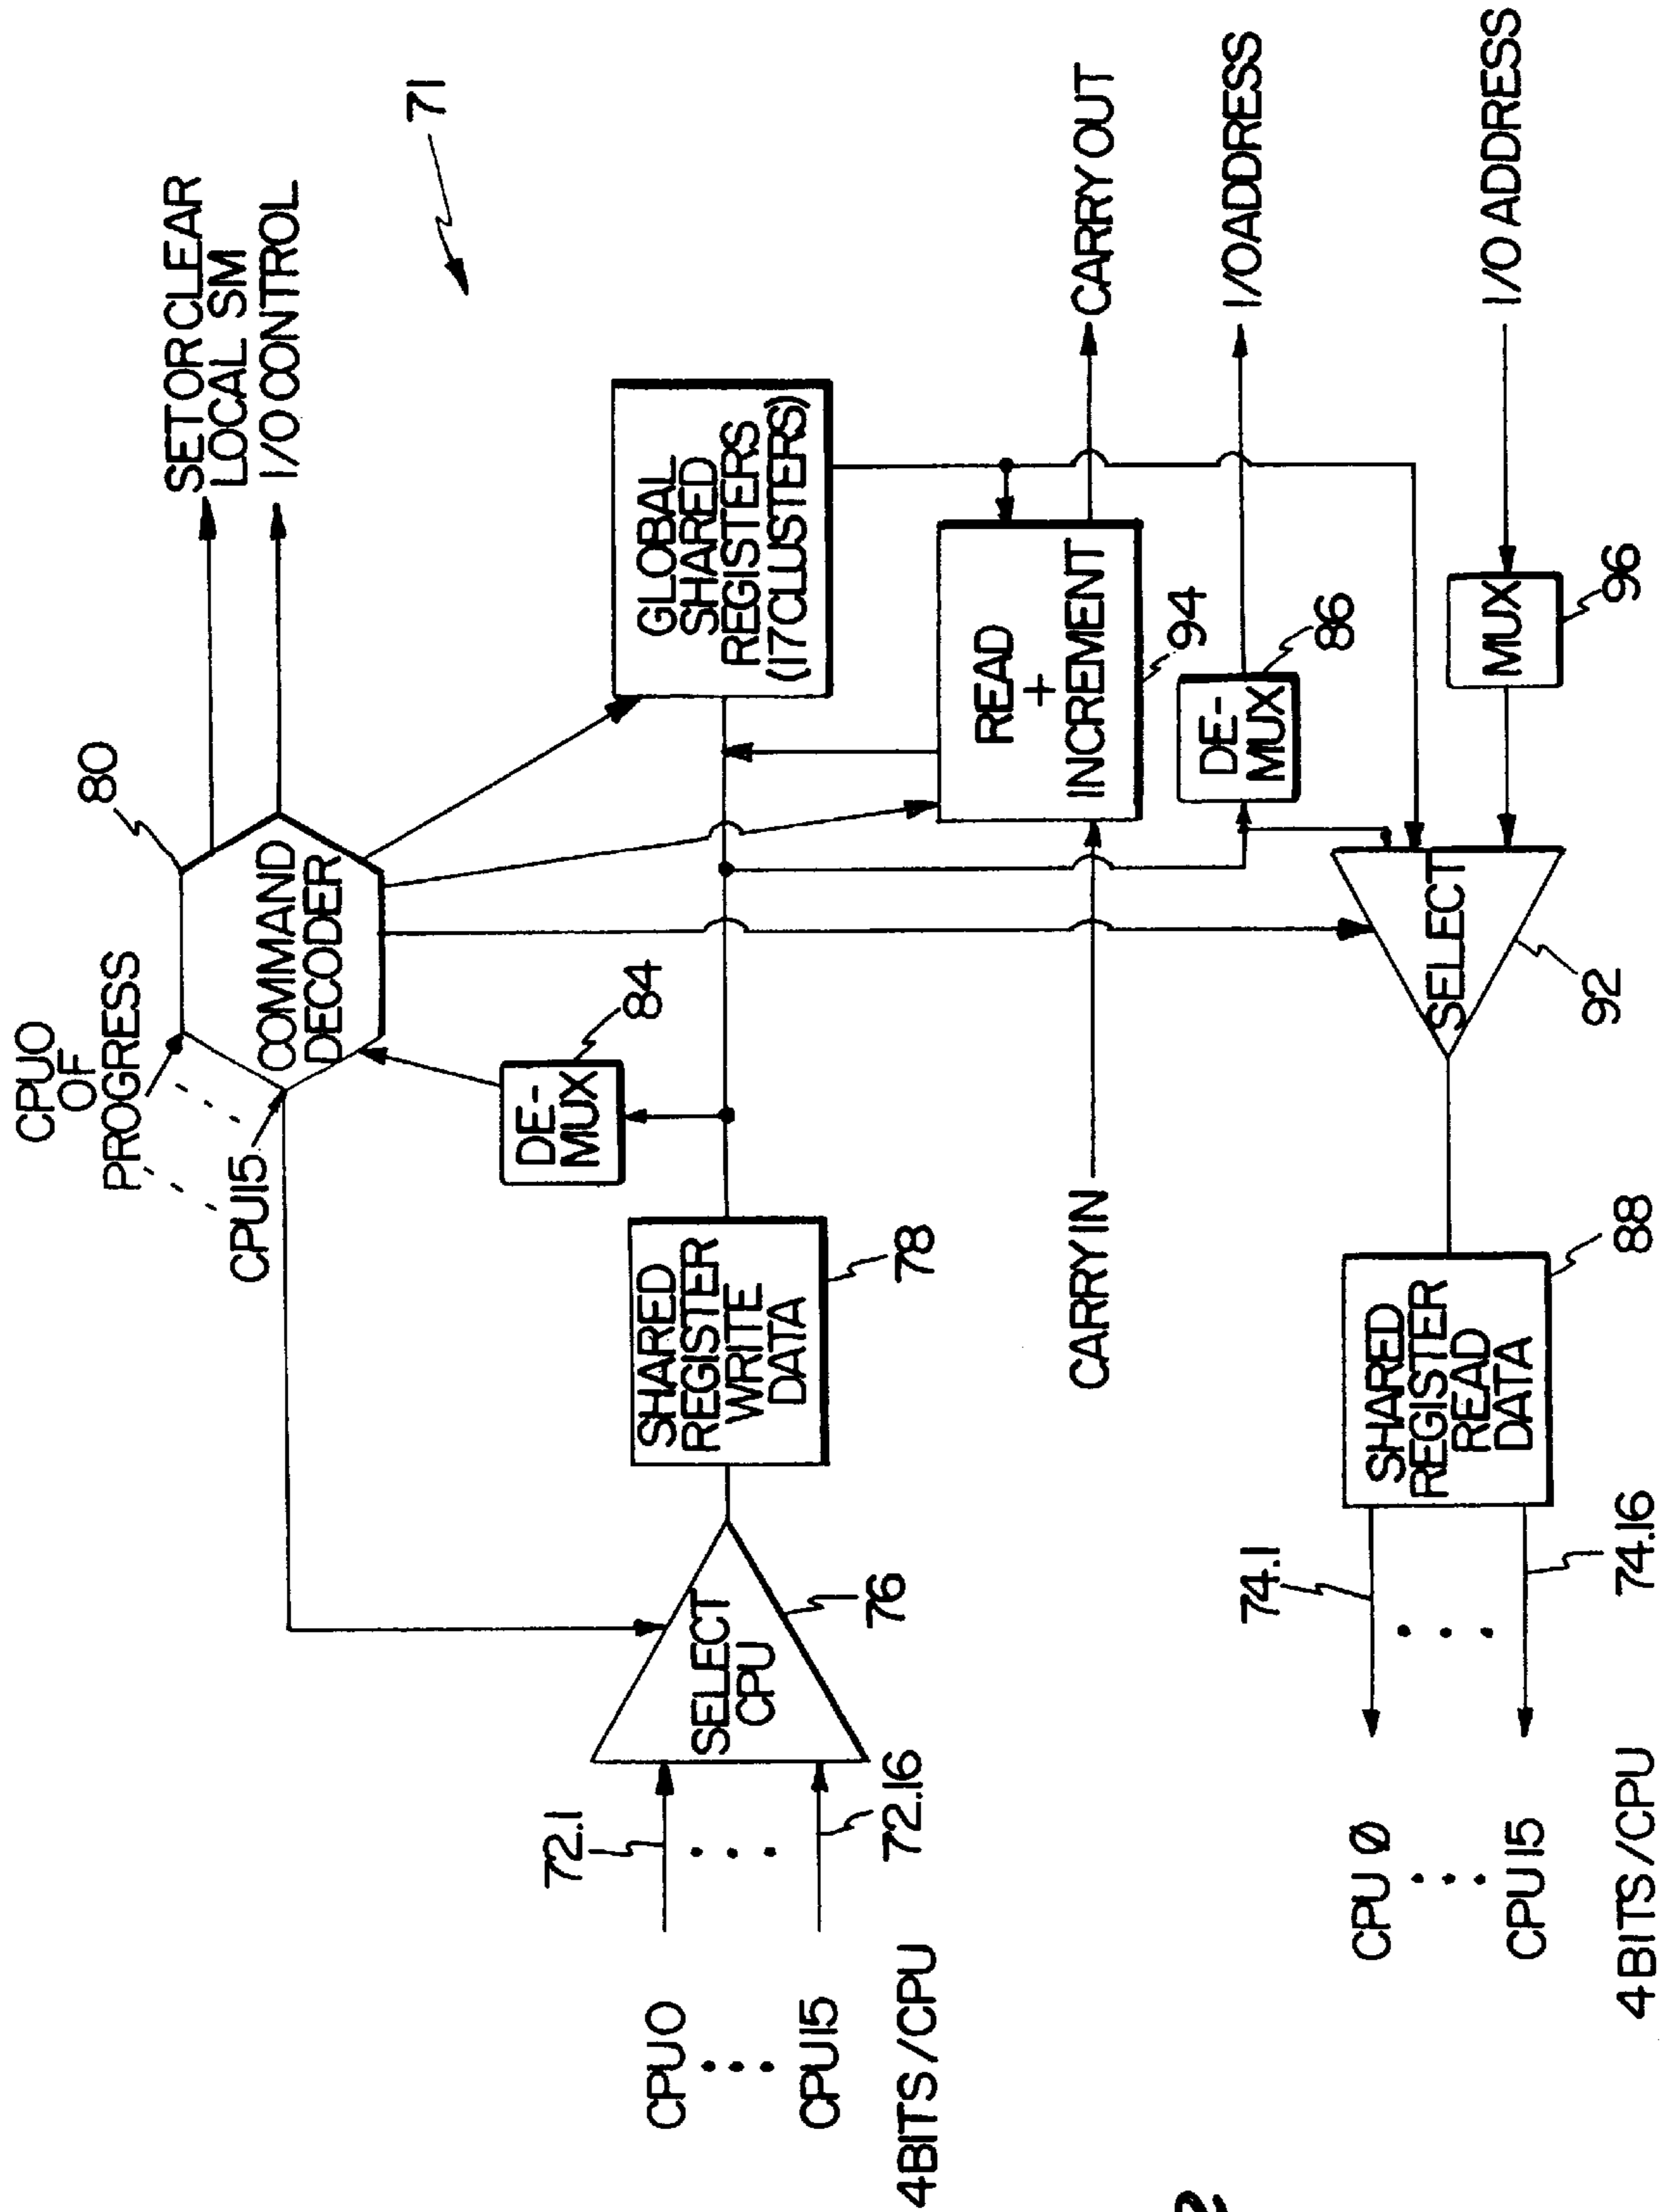 CPU0
OF
PROGRESS
CPU15
80
COMMAND
DECODER
SET OR CLEAR
LOCAL SM
I/O CONTROL
71
DE-
MUX
84
GLOBAL
SHARED
REGISTERS
(17 CLUSTERS)
CPU 0
CPU 15
4 BITS / CPU
72.1
72.16
SELECT
CPU
76
SHARED
REGISTER
WRITE
DATA
78
READ
+
INCREMENT
94
CARRY IN
CARRY OUT
DE-
MUX
86
I/O ADDRESS
I/O ADDRESS
MUX
96
SELECT
92
SHARED
REGISTER
READ
DATA
88
74.1
74.16
CPU Ø
CPU 15
4 BITS / CPU